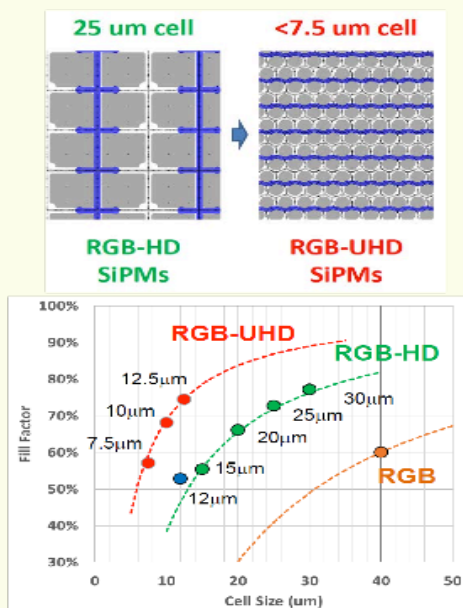 25 um cell
<7.5 um cell
RGB-HD
SiPMs
RGB-UHD
SiPMs
100%
90%
80%
70%
60%
50%
40%
30%
Fill Factor
RGB-UHD
RGB-HD
RGB
12.5μm
10μm
7.5μm
30μm
25μm
20μm
15μm
12μm
0
10
20
30
40
50
Cell Size (um)